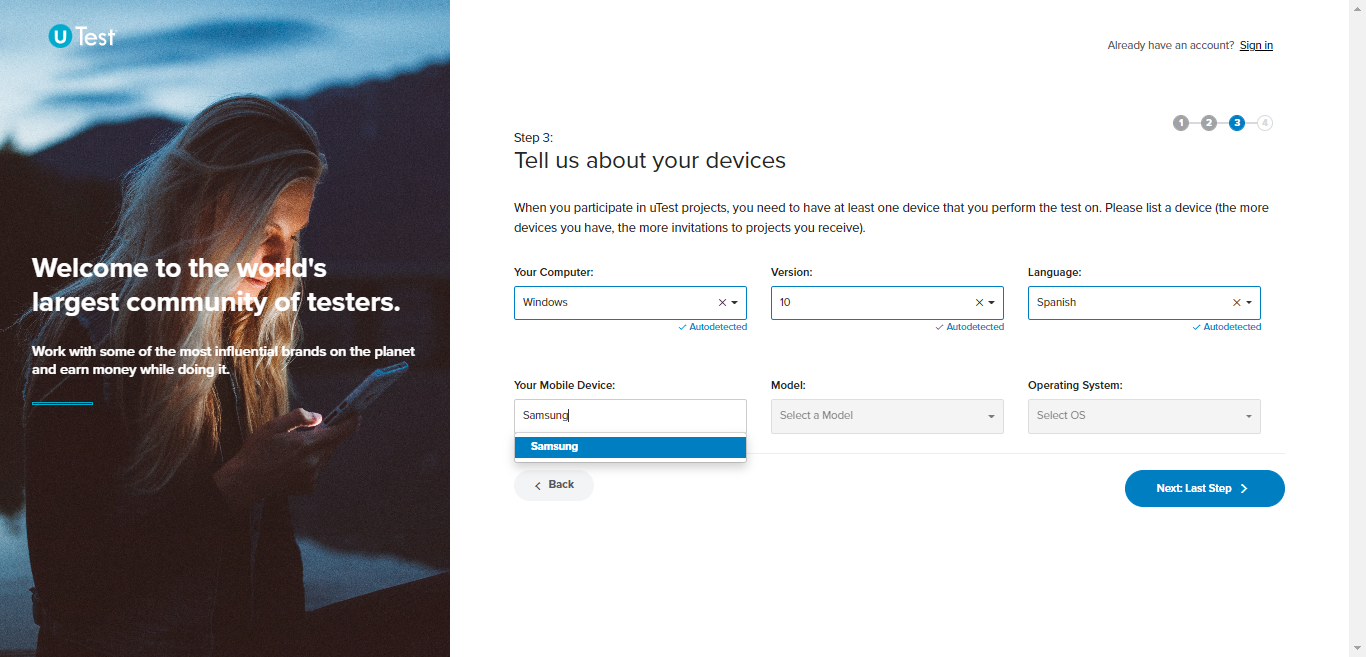 U Test
Already have an account? Sign in
1 2 3 4
Step 3:
Tell us about your devices
When you participate in uTest projects, you need to have at least one device that you perform the test on. Please list a device (the more
devices you have, the more invitations to projects you receive).
Welcome to the world's
largest community of testers.
Work with some of the most influential brands on the planet
and earn money while doing it.
Your Computer: Version: Language:
Windows 10 Spanish
Autodetected Autodetected Autodetected
Your Mobile Device: Model: Operating System:
Samsung Select a Model Select OS
Samsung
Back
Next: Last Step